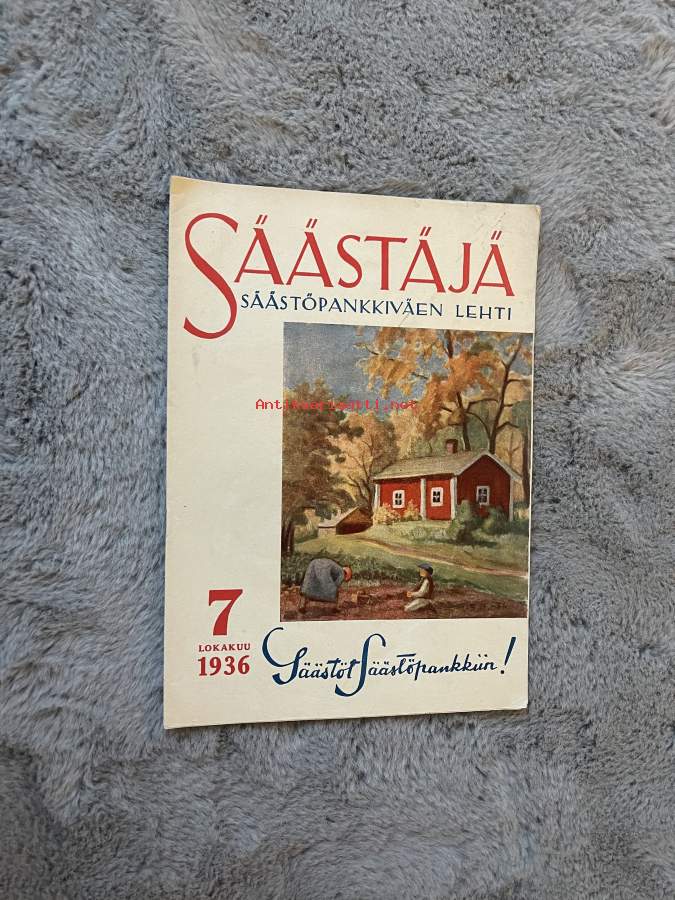 SÄÄSTÄJÄ
SÄÄSTÖPANKKIVÄEN LEHTI
Antikvariaatti.net
7
LOKAKUU
1936
Säästöt Säästöpankkiin!